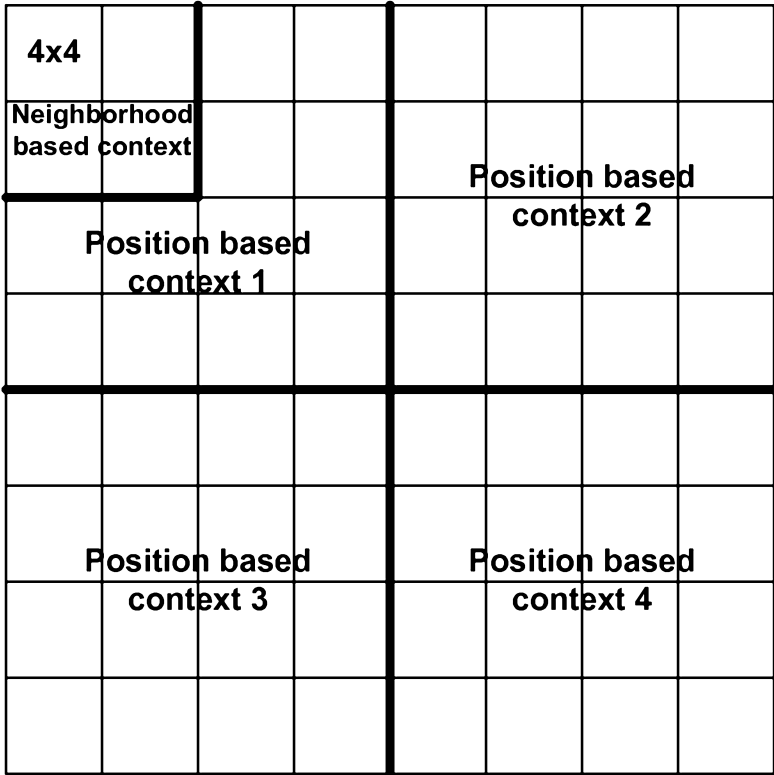 4x4
Neighborhood
based context
Position based
context 1
Position based
context 2
Position based
context 3
Position based
context 4